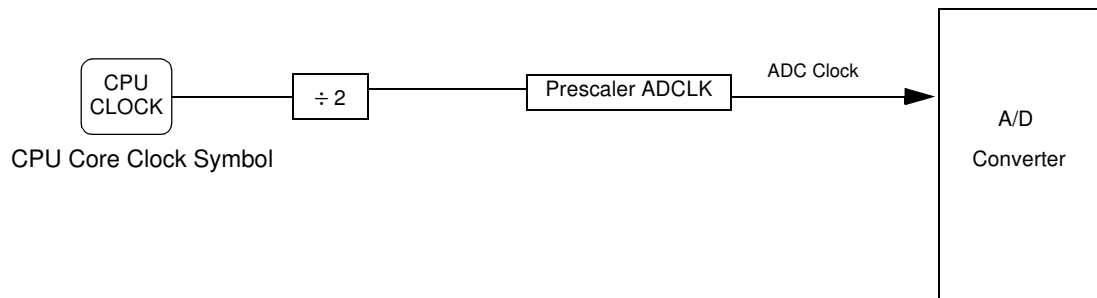 CPU
CLOCK
÷ 2
Prescaler ADCLK
ADC Clock
A/D
Converter
CPU Core Clock Symbol